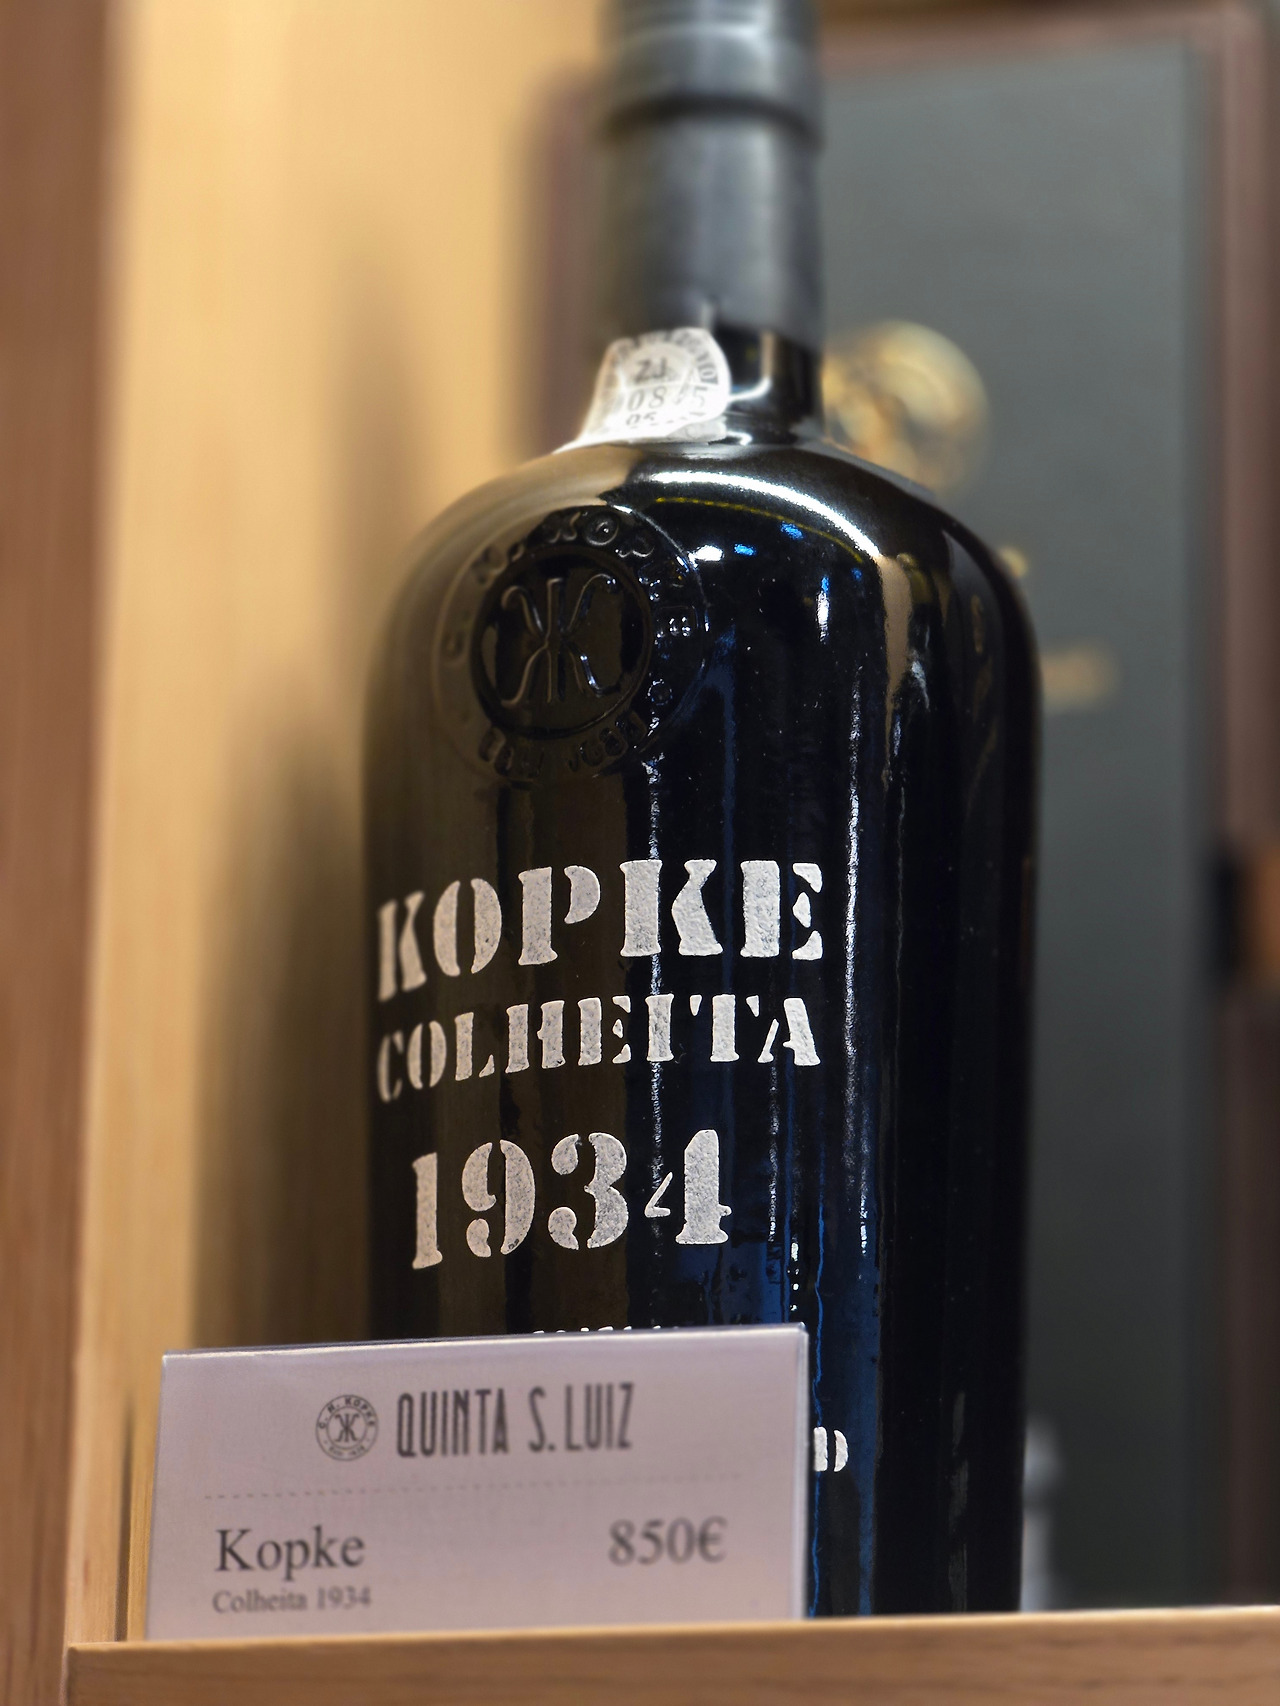 KOPKE
COLHEITA
1934
D
QUINTA S. LUIZ
Kopke 850€
Colheita 1934